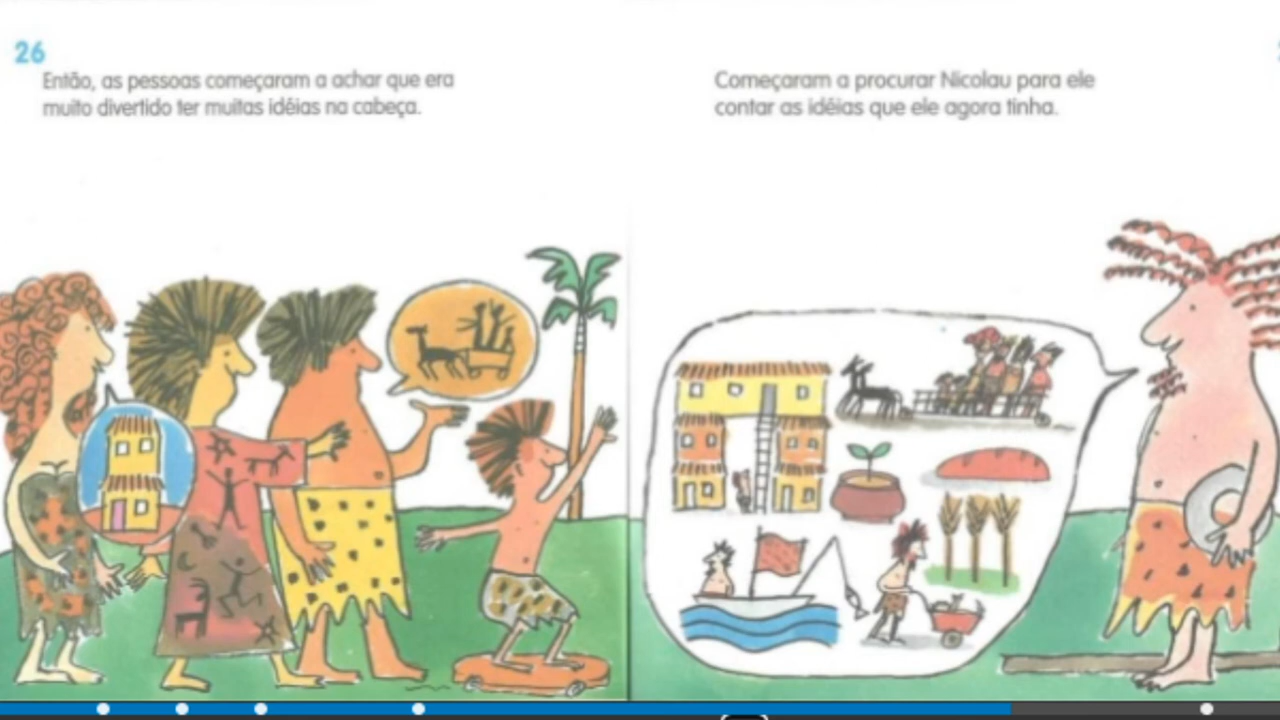 26
Então, as pessoas começaram a achar que era
muito divertido ter muitas idéias na cabeça.
Começaram a procurar Nicolau para ele
contar as idéias que ele agora tinha.